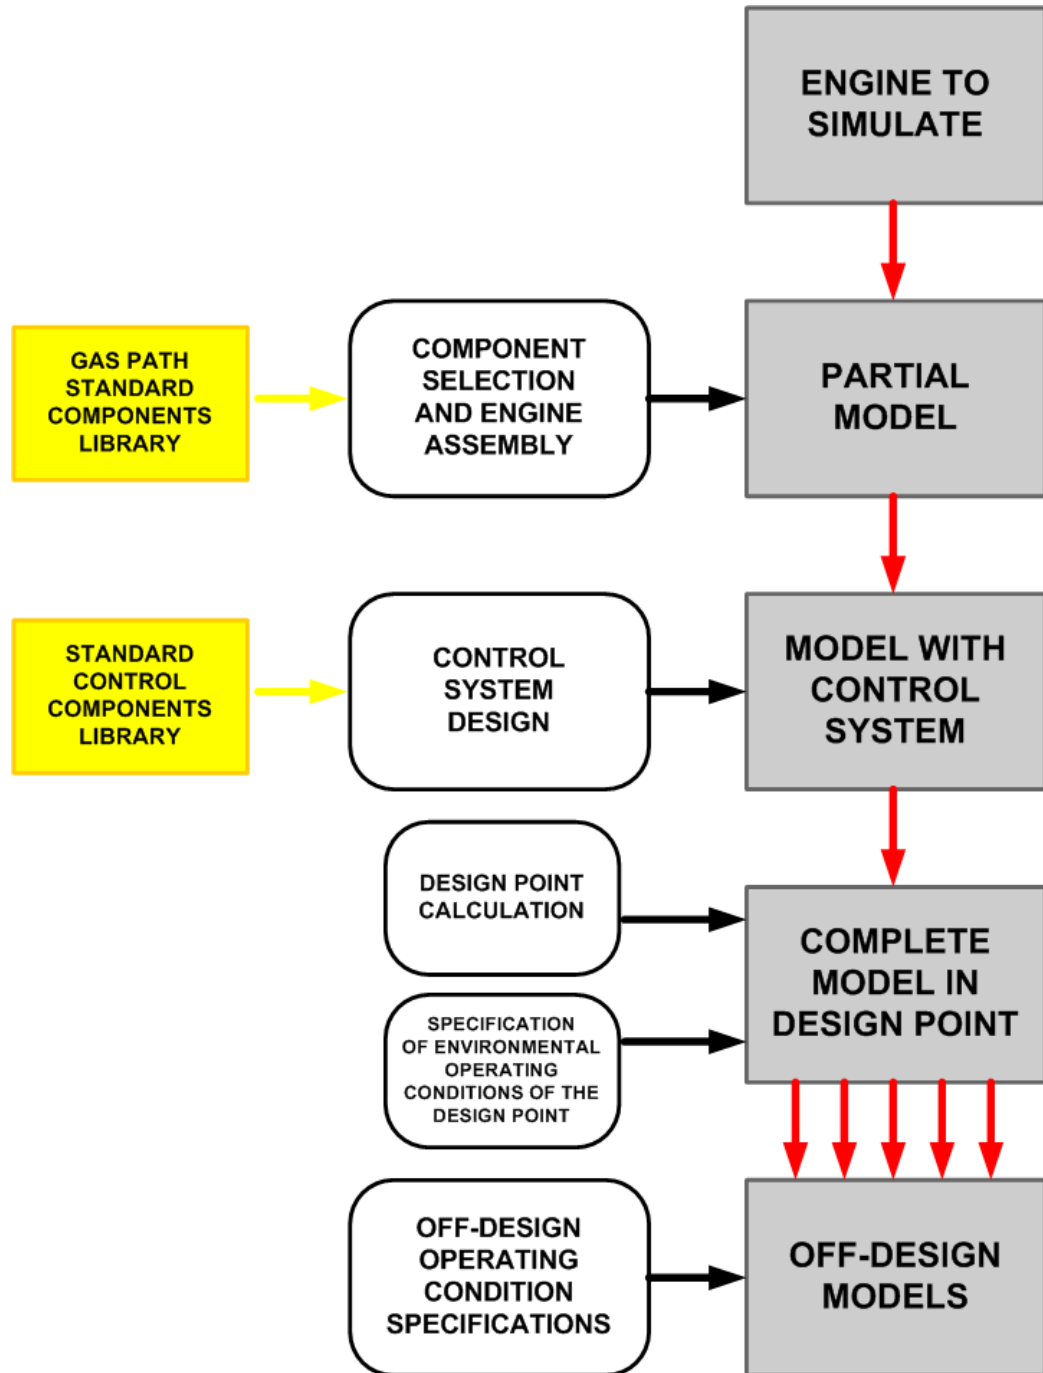 ENGINE TO
SIMULATE
GAS PATH
STANDARD
COMPONENTS
LIBRARY
COMPONENT
SELECTION
AND ENGINE
ASSEMBLY
PARTIAL
MODEL
STANDARD
CONTROL
COMPONENTS
LIBRARY
CONTROL
SYSTEM
DESIGN
MODEL WITH
CONTROL
SYSTEM
DESIGN POINT
CALCULATION
SPECIFICATION
OF ENVIRONMENTAL
OPERATING
CONDITIONS OF THE
DESIGN POINT
COMPLETE
MODEL IN
DESIGN POINT
OFF-DESIGN
OPERATING
CONDITION
SPECIFICATIONS
OFF-DESIGN
MODELS